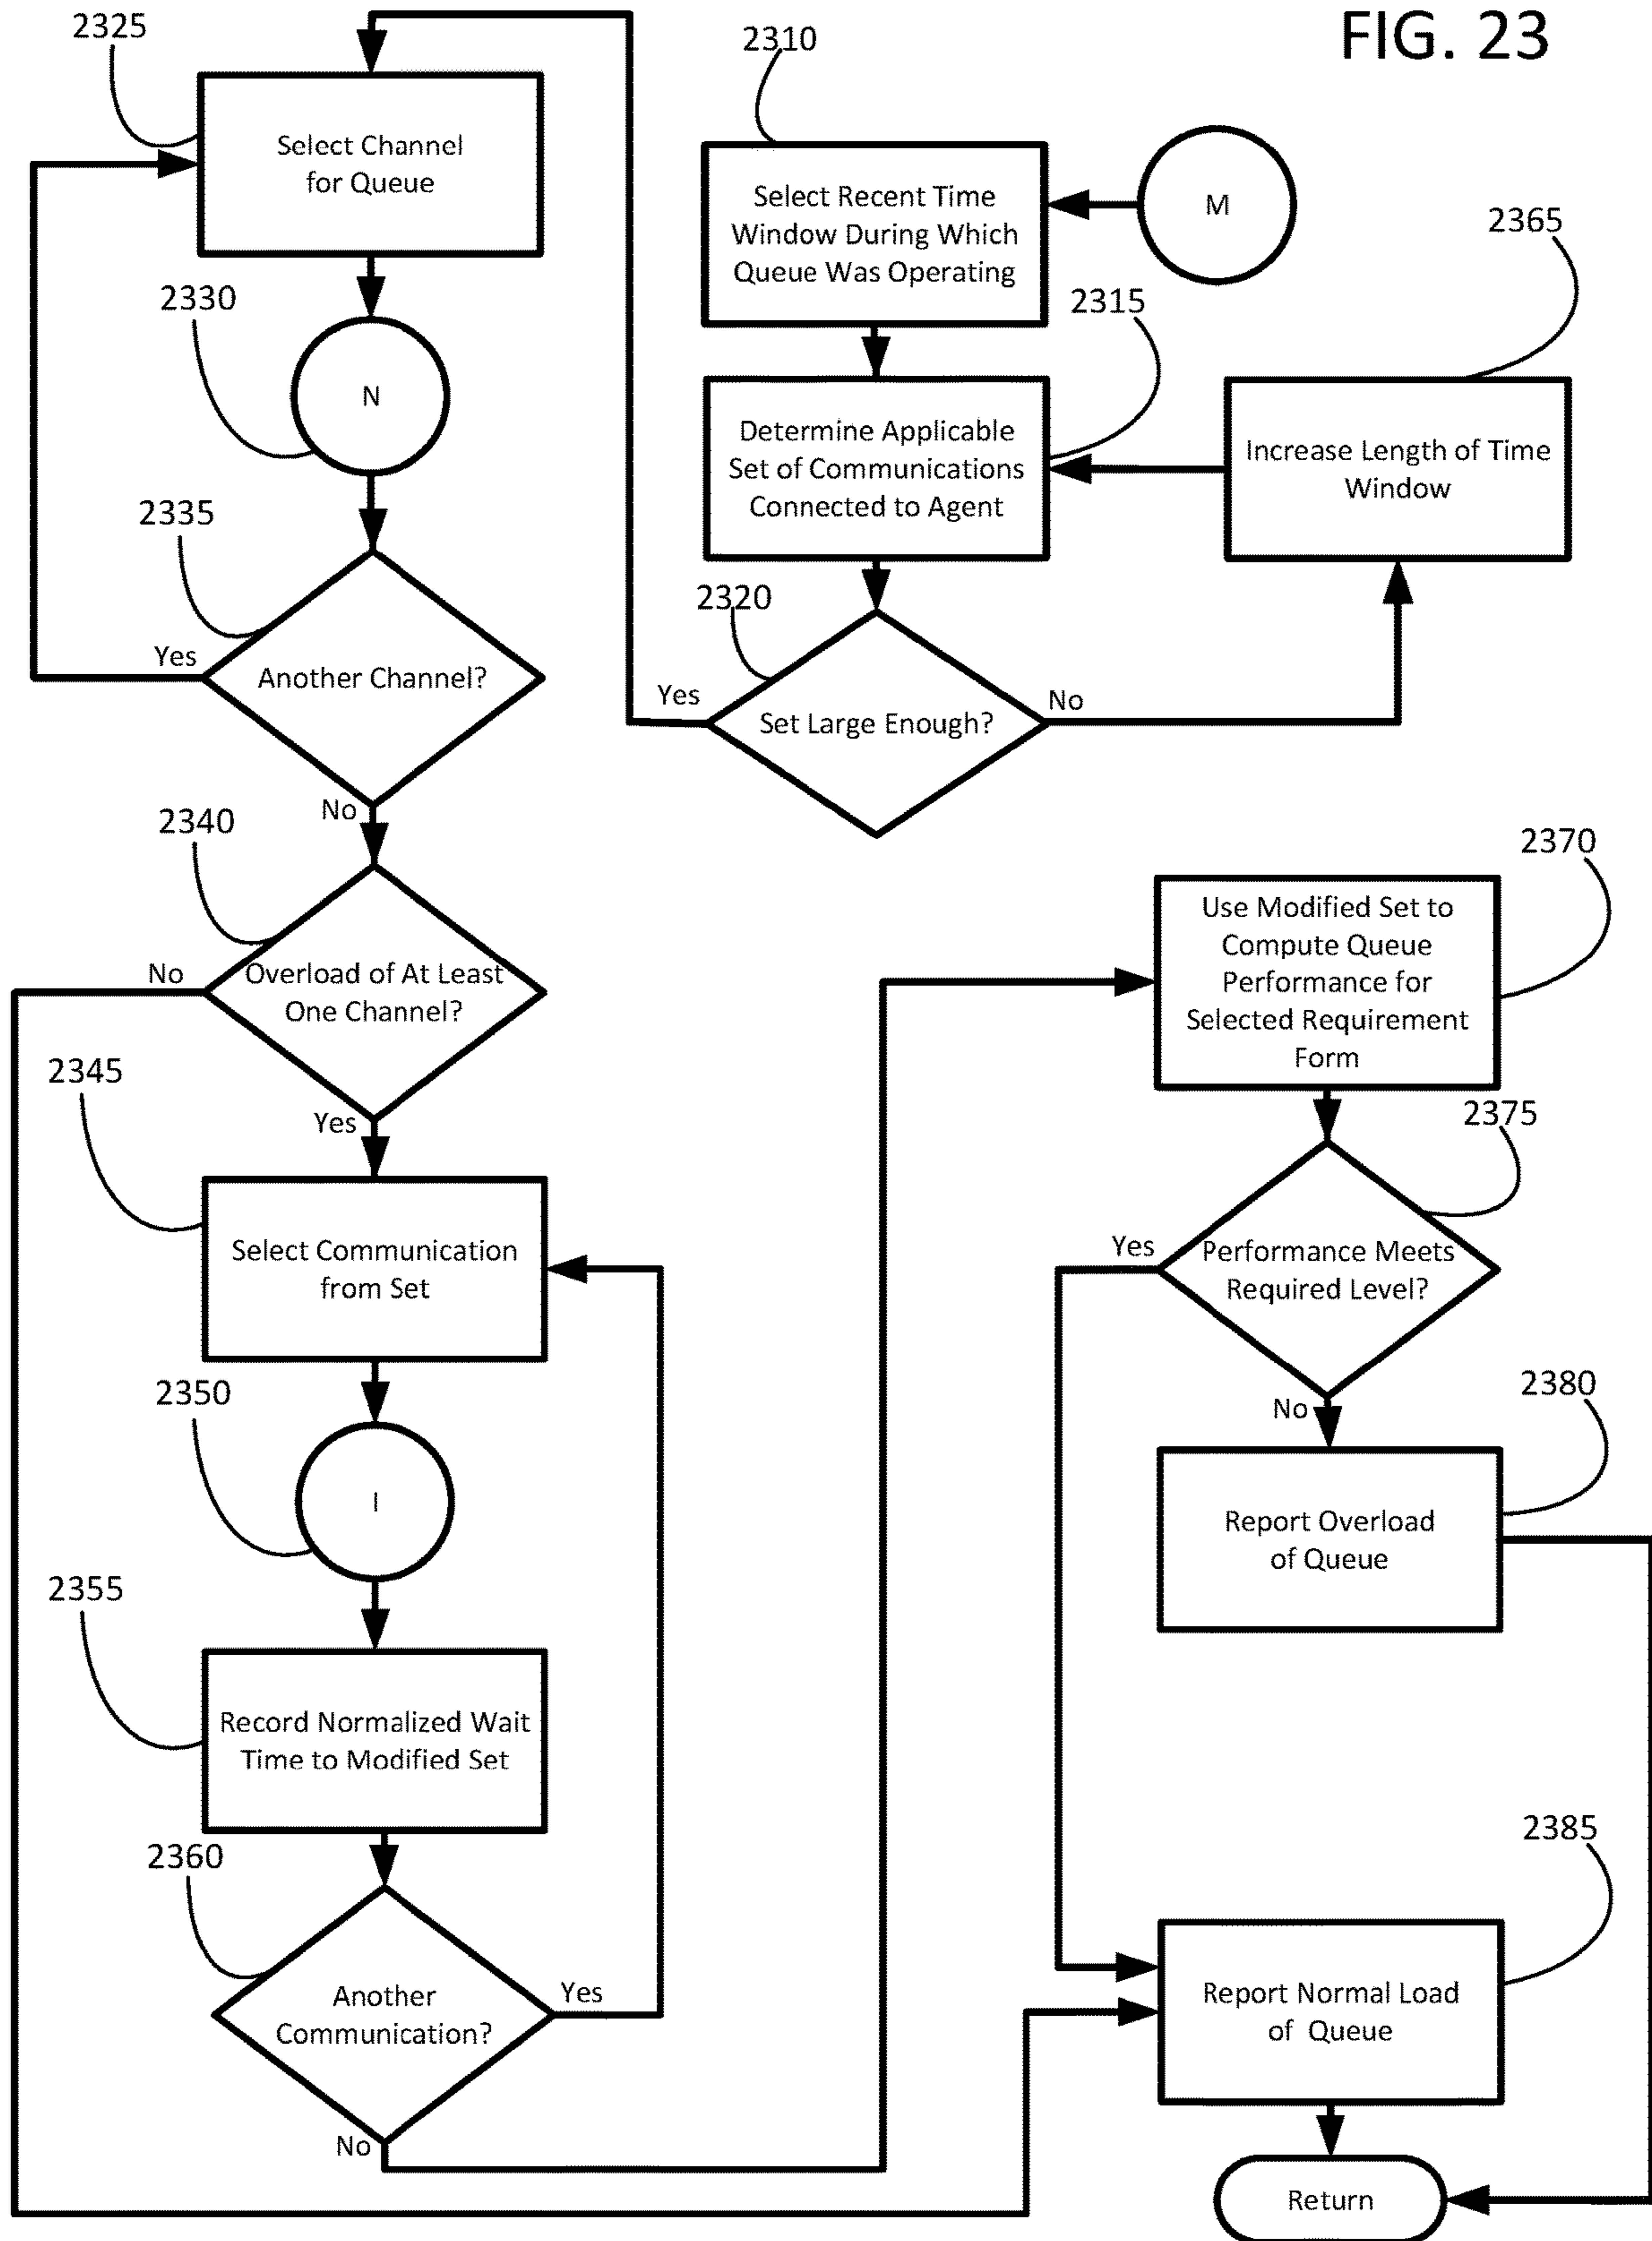 FIG. 23
2325
Select Channel
for Queue
2330
N
2335
Yes
Another Channel?
No
2310
Select Recent Time
Window During Which
Queue Was Operating
M
2315
Determine Applicable
Set of Communications
Connected to Agent
2365
Increase Length of Time
Window
2320
Yes
Set Large Enough?
No
2340
No
Overload of At Least
One Channel?
Yes
2345
Select Communication
from Set
2350
I
2355
Record Normalized Wait
Time to Modified Set
2360
Another
Communication?
Yes
No
2370
Use Modified Set to
Compute Queue
Performance for
Selected Requirement
Form
2375
Yes
Performance Meets
Required Level?
No
2380
Report Overload
of Queue
2385
Report Normal Load
of Queue
Return